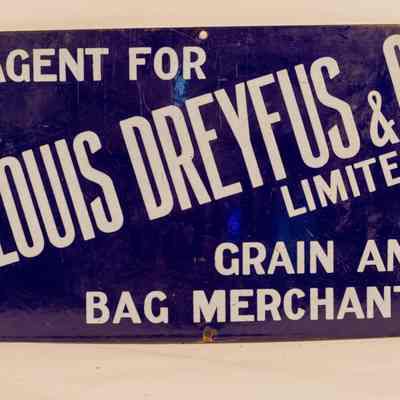 AGENT FOR
LOUIS DREYFUS & C
LIMITE
GRAIN AN
BAG MERCHANT